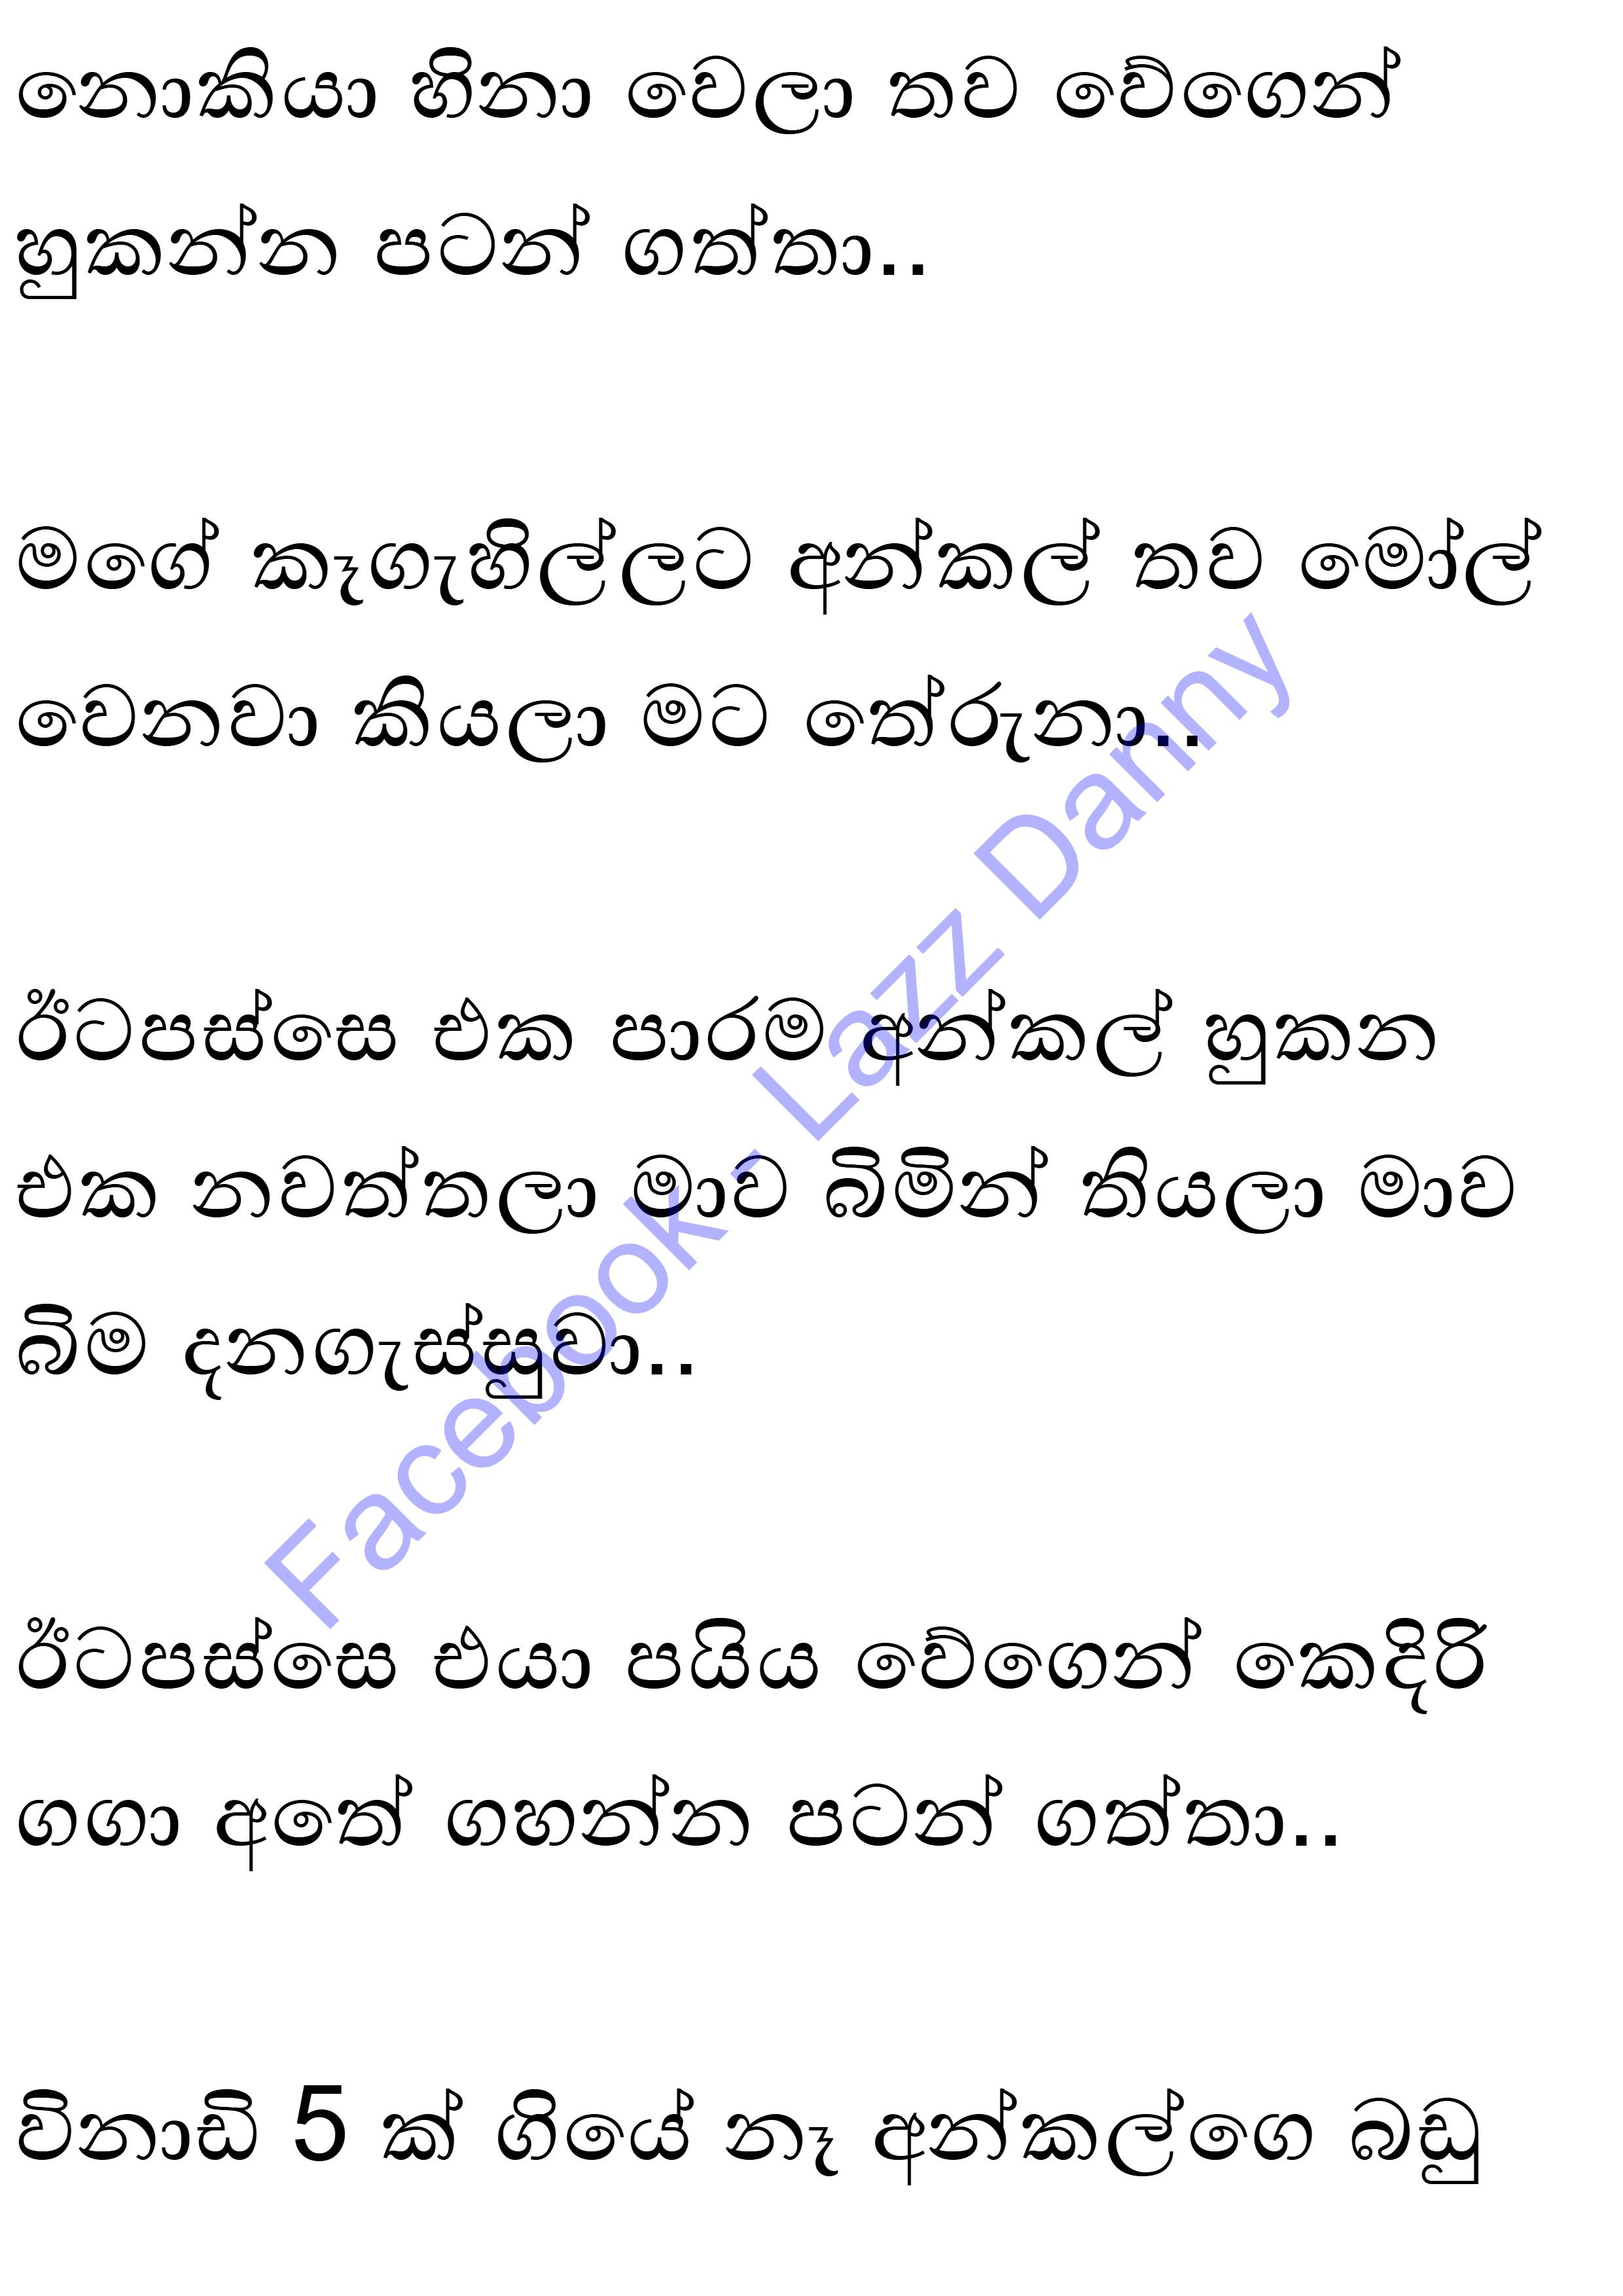 නොකියා හිනා වෙලා තව වේගෙන්
හුකන්න පටන් ගත්තා..
මගේ කෑගැහිල්ලට අන්කල් තව මෝල්
වෙනවා කියලා මට තේරුනා..
ඊටපස්සෙ එක පාරම අන්කල් හුකන
එක නවත්තලා මාව බිමින් තියලා මාව
බිම දනගැස්සුවා..
ඊටපස්සෙ එයා පයිය වේගෙන් කෙදිරි
ගගා අතේ ගහන්න පටන් ගත්තා..
විනාඩි 5 ක් ගියේ නෑ අන්කල්ගෙ බඩු
Facebook - Lazz Danny